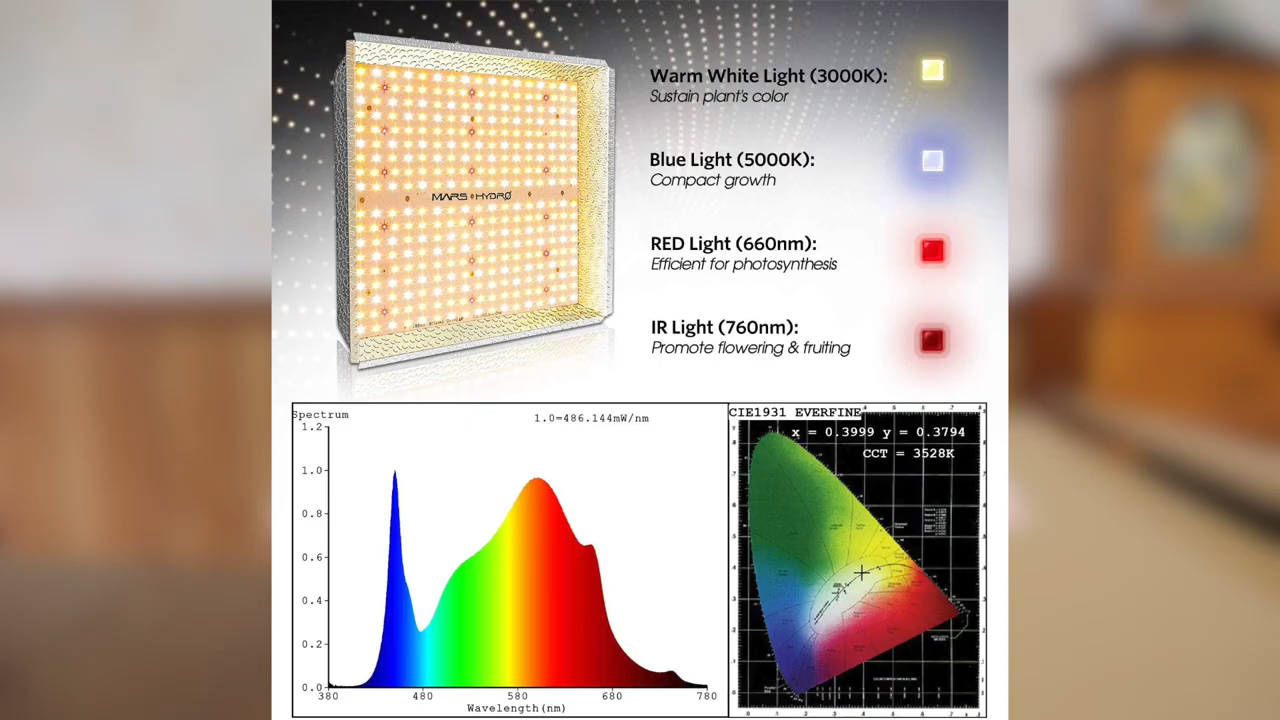 Warm White Light (3000K):
Sustain plant's color
Blue Light (5000K):
Compact growth
RED Light (660nm):
Efficient for photosynthesis
IR Light (760nm):
Promote flowering & fruiting
MARS HYDRO
Spectrum
1.0=486.144mW/nm
1.2
1.0
0.8
0.6
0.4
0.2
0.0
380 480 580 680 780
Wavelength(nm)
CIE1931 EVERFINE
x = 0.3999 y = 0.3794
CCT = 3528K